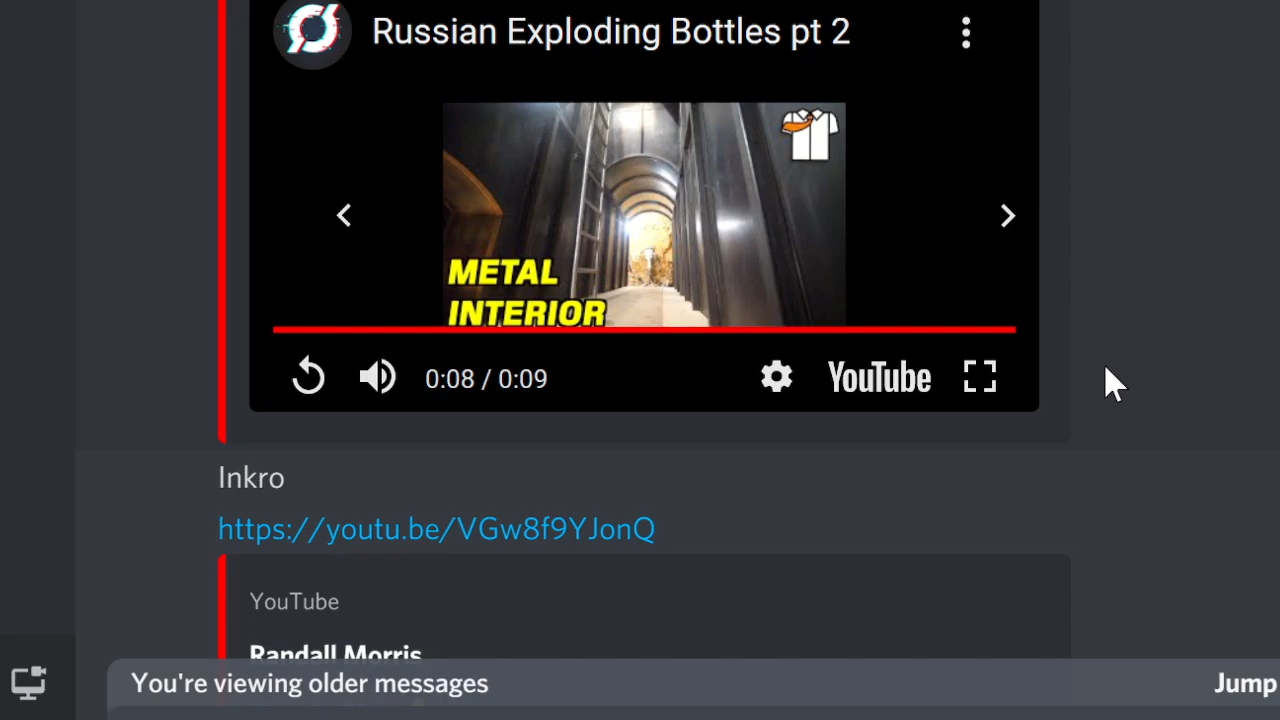 Russian Exploding Bottles pt 2
METAL
INTERIOR
0:08 / 0:09
YouTube
Inkro
https://youtu.be/VGw8f9YJonQ
YouTube
Randall Morris
You're viewing older messages
Jump